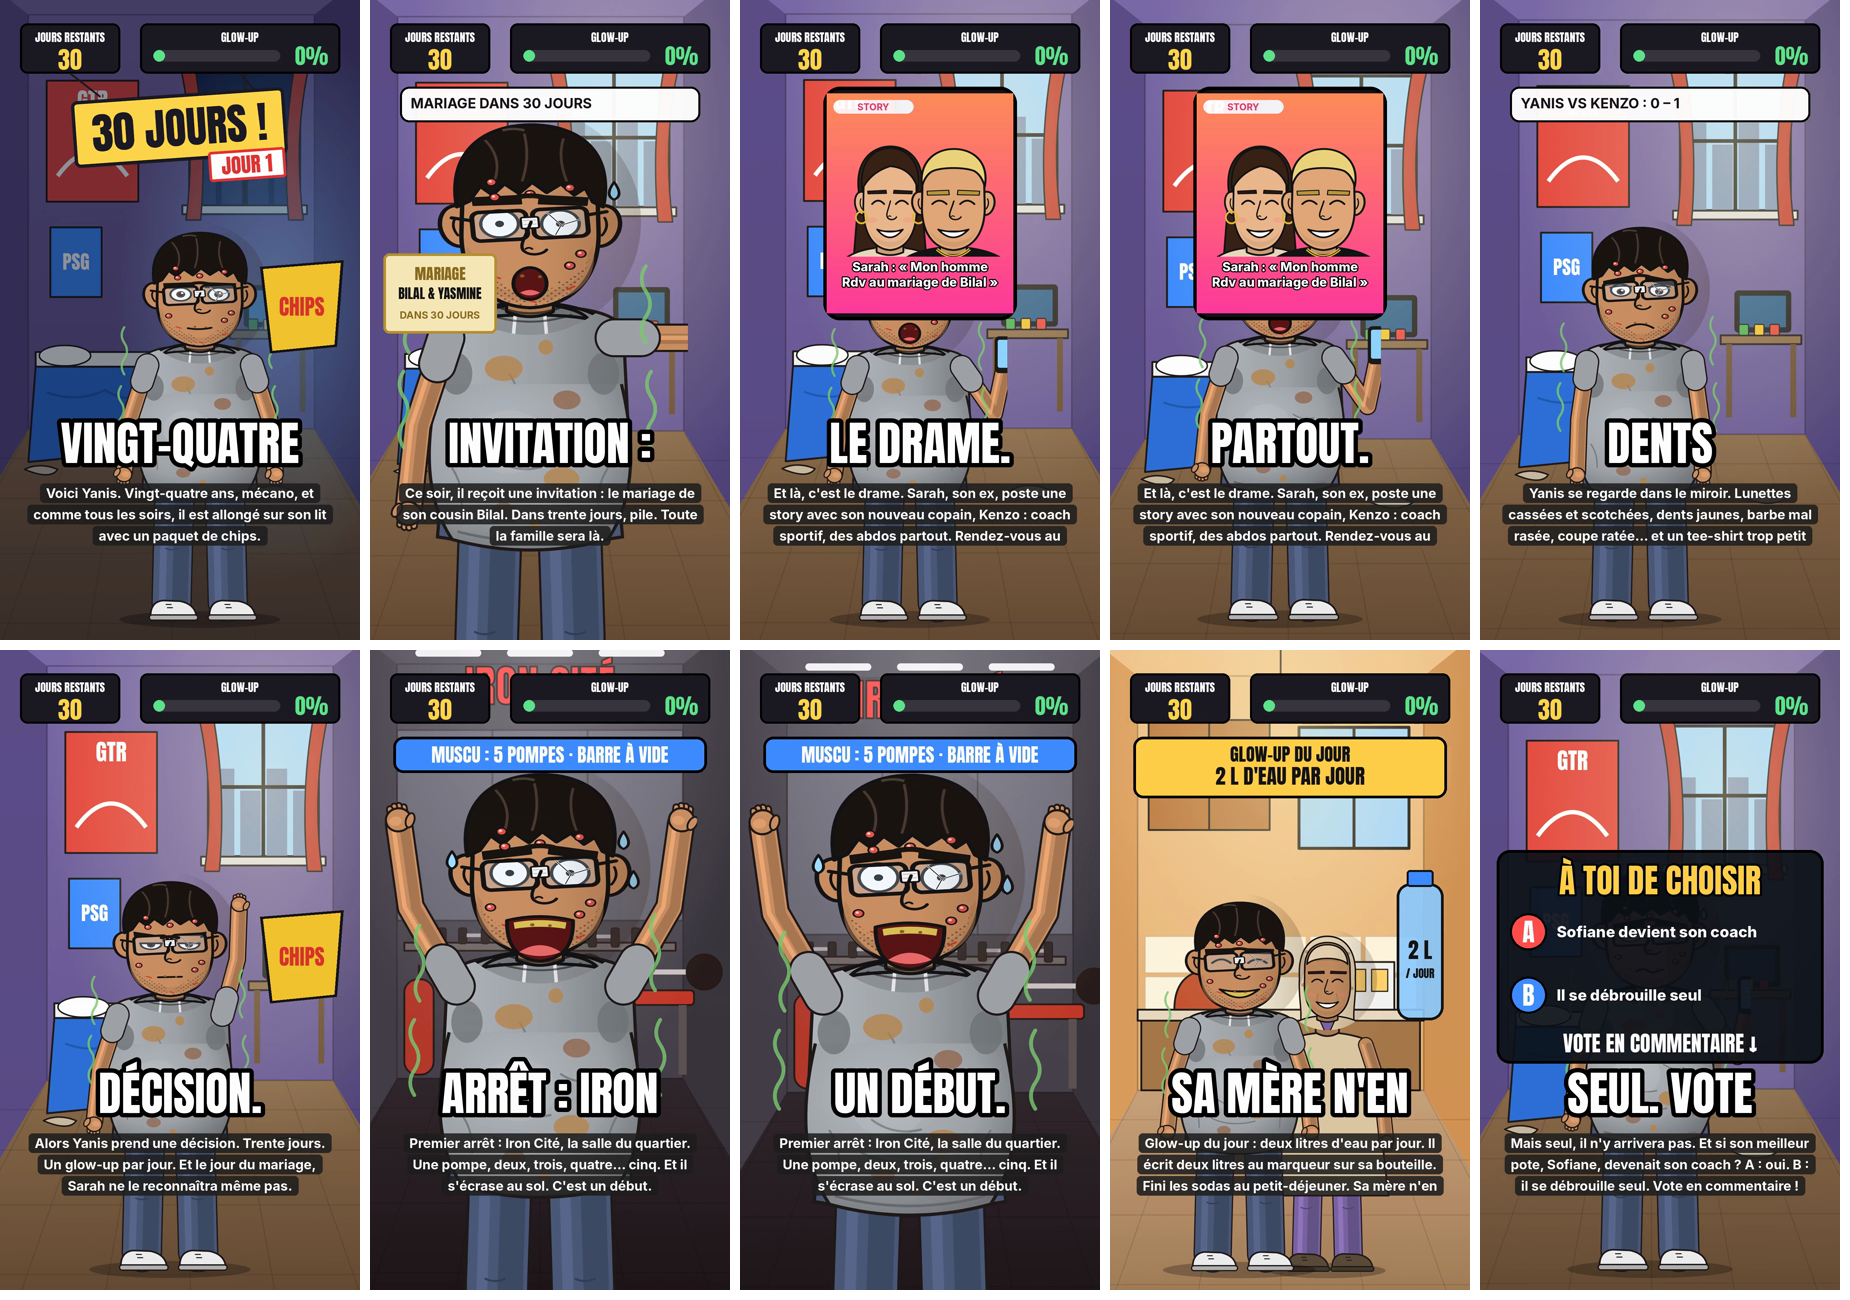 JOURS RESTANTS
30
GLOW-UP
0%
GTR
30 JOURS !
JOUR 1
PSG
CHIPS
VINGT-QUATRE
Voici Yanis. Vingt-quatre ans, mécano, et
comme tous les soirs, il est allongé sur son lit
avec un paquet de chips.
JOURS RESTANTS
30
GLOW-UP
0%
MARIAGE DANS 30 JOURS
MARIAGE
BILAL & YASMINE
DANS 30 JOURS
INVITATION :
Ce soir, il reçoit une invitation : le mariage de
son cousin Bilal. Dans trente jours, pile. Toute
la famille sera là.
JOURS RESTANTS
30
GLOW-UP
0%
STORY
Sarah : « Mon homme
Rdv au mariage de Bilal »
LE DRAME.
Et là, c'est le drame. Sarah, son ex, poste une
story avec son nouveau copain, Kenzo : coach
sportif, des abdos partout. Rendez-vous au
JOURS RESTANTS
30
GLOW-UP
0%
STORY
Sarah : « Mon homme
Rdv au mariage de Bilal »
PS
PARTOUT.
Et là, c'est le drame. Sarah, son ex, poste une
story avec son nouveau copain, Kenzo : coach
sportif, des abdos partout. Rendez-vous au
JOURS RESTANTS
30
GLOW-UP
0%
YANIS VS KENZO : 0 – 1
PSG
DENTS
Yanis se regarde dans le miroir. Lunettes
cassées et scotchées, dents jaunes, barbe mal
rasée, coupe ratée... et un tee-shirt trop petit
JOURS RESTANTS
30
GLOW-UP
0%
GTR
PSG
CHIPS
DÉCISION.
Alors Yanis prend une décision. Trente jours.
Un glow-up par jour. Et le jour du mariage,
Sarah ne le reconnaîtra même pas.
IRON CITÉ
JOURS RESTANTS
30
GLOW-UP
0%
MUSCU : 5 POMPES · BARRE À VIDE
ARRÊT : IRON
Premier arrêt : Iron Cité, la salle du quartier.
Une pompe, deux, trois, quatre... cinq. Et il
s'écrase au sol. C'est un début.
JOURS RESTANTS
30
GLOW-UP
0%
MUSCU : 5 POMPES · BARRE À VIDE
UN DÉBUT.
Premier arrêt : Iron Cité, la salle du quartier.
Une pompe, deux, trois, quatre... cinq. Et il
s'écrase au sol. C'est un début.
JOURS RESTANTS
30
GLOW-UP
0%
GLOW-UP DU JOUR
2 L D'EAU PAR JOUR
2 L
/ JOUR
SA MÈRE N'EN
Glow-up du jour : deux litres d'eau par jour. Il
écrit deux litres au marqueur sur sa bouteille.
Fini les sodas au petit-déjeuner. Sa mère n'en
JOURS RESTANTS
30
GLOW-UP
0%
GTR
À TOI DE CHOISIR
A Sofiane devient son coach
B Il se débrouille seul
VOTE EN COMMENTAIRE ↓
SEUL. VOTE
Mais seul, il n'y arrivera pas. Et si son meilleur
pote, Sofiane, devenait son coach ? A : oui. B :
il se débrouille seul. Vote en commentaire !